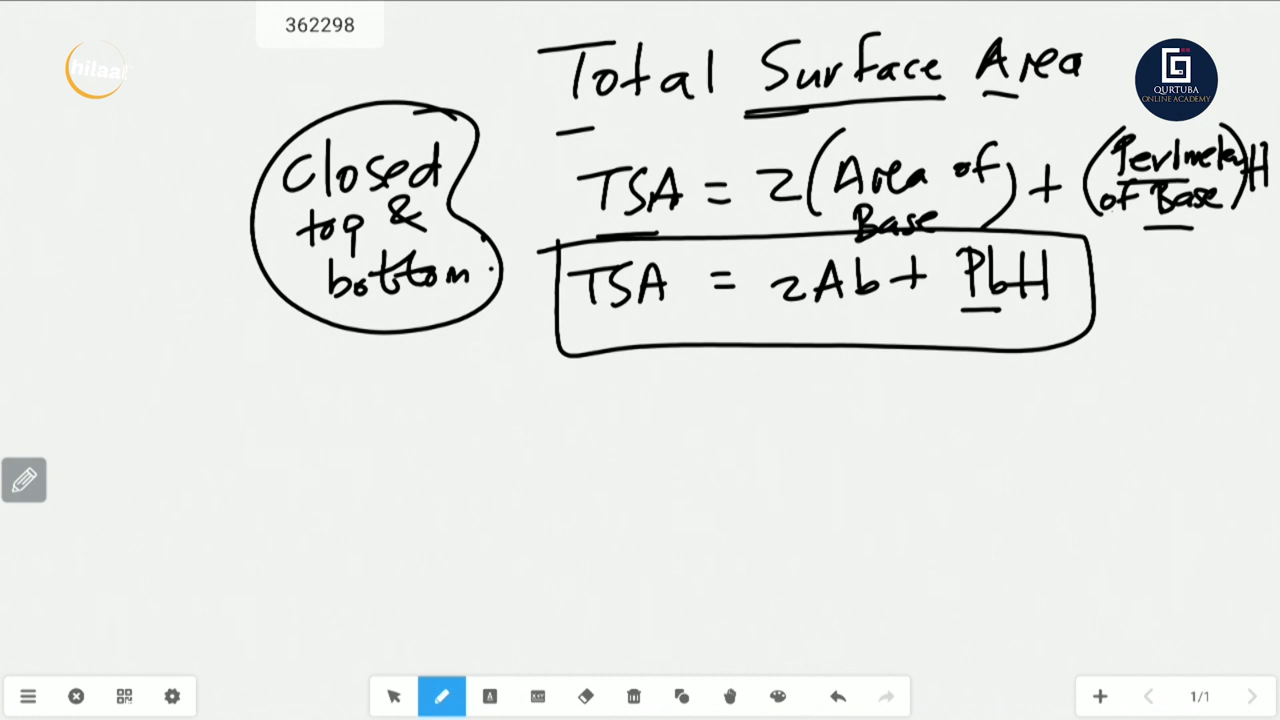 362298
hilaal
QURTUBA
ONLINE ACADEMY
Total Surface Area
closed
top &
bottom
TSA = 2(Area of Base) + (Perimeter of Base)H
TSA = 2Ab + PbH
1/1